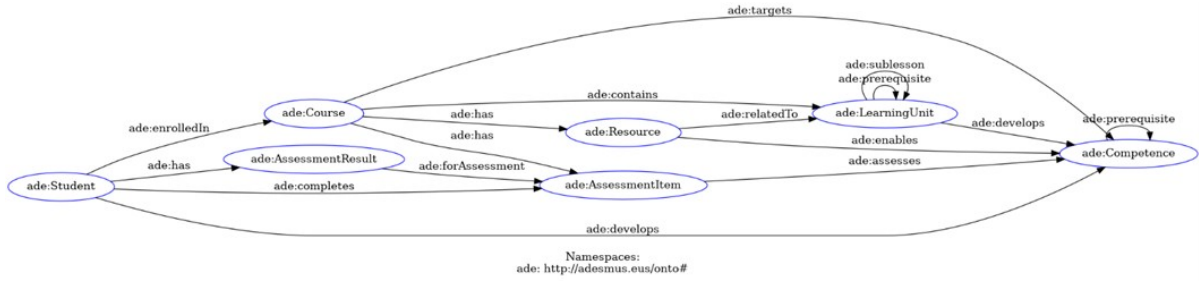 ade:targets
ade:sublesson
ade:prerequisite
ade:contains
ade:Course
ade:LearningUnit
ade:has
ade:relatedTo
ade:prerequisite
ade:enrolledIn
ade:Resource
ade:develops
ade:has
ade:enables
ade:Competence
ade:AssessmentResult
ade:assesses
ade:has
ade:forAssessment
ade:Student
ade:completes
ade:AssessmentItem
ade:develops
Namespaces:
ade: http://adesmus.eus/onto#